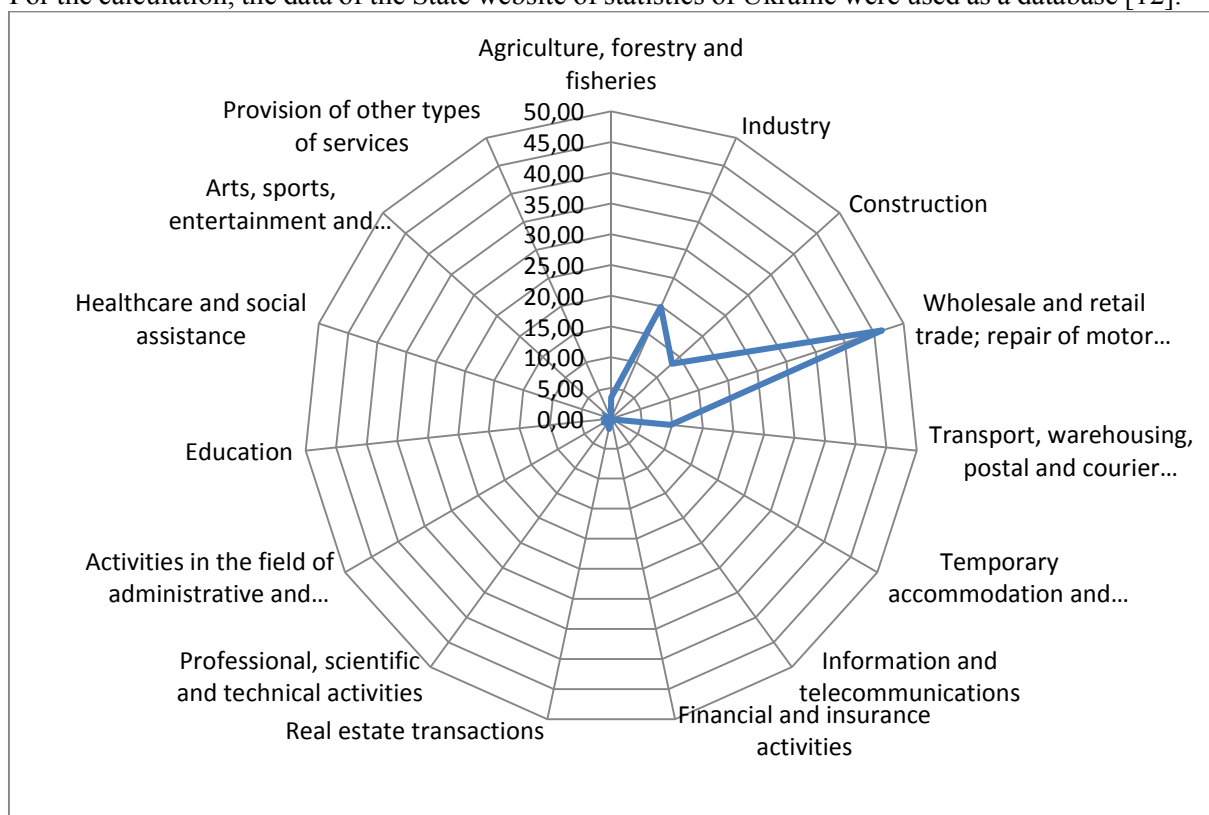 For the calculation, the data of the State website of statistics of Ukraine were used as a database [12].
Agriculture, forestry and
fisheries
Industry
Construction
Wholesale and retail
trade; repair of motor…
Transport, warehousing,
postal and courier…
Temporary
accommodation and…
Information and
telecommunications
Financial and insurance
activities
Real estate transactions
Professional, scientific
and technical activities
Activities in the field of
administrative and…
Education
Healthcare and social
assistance
Arts, sports,
entertainment and…
Provision of other types
of services
50,00
45,00
40,00
35,00
30,00
25,00
20,00
15,00
10,00
5,00
0,00